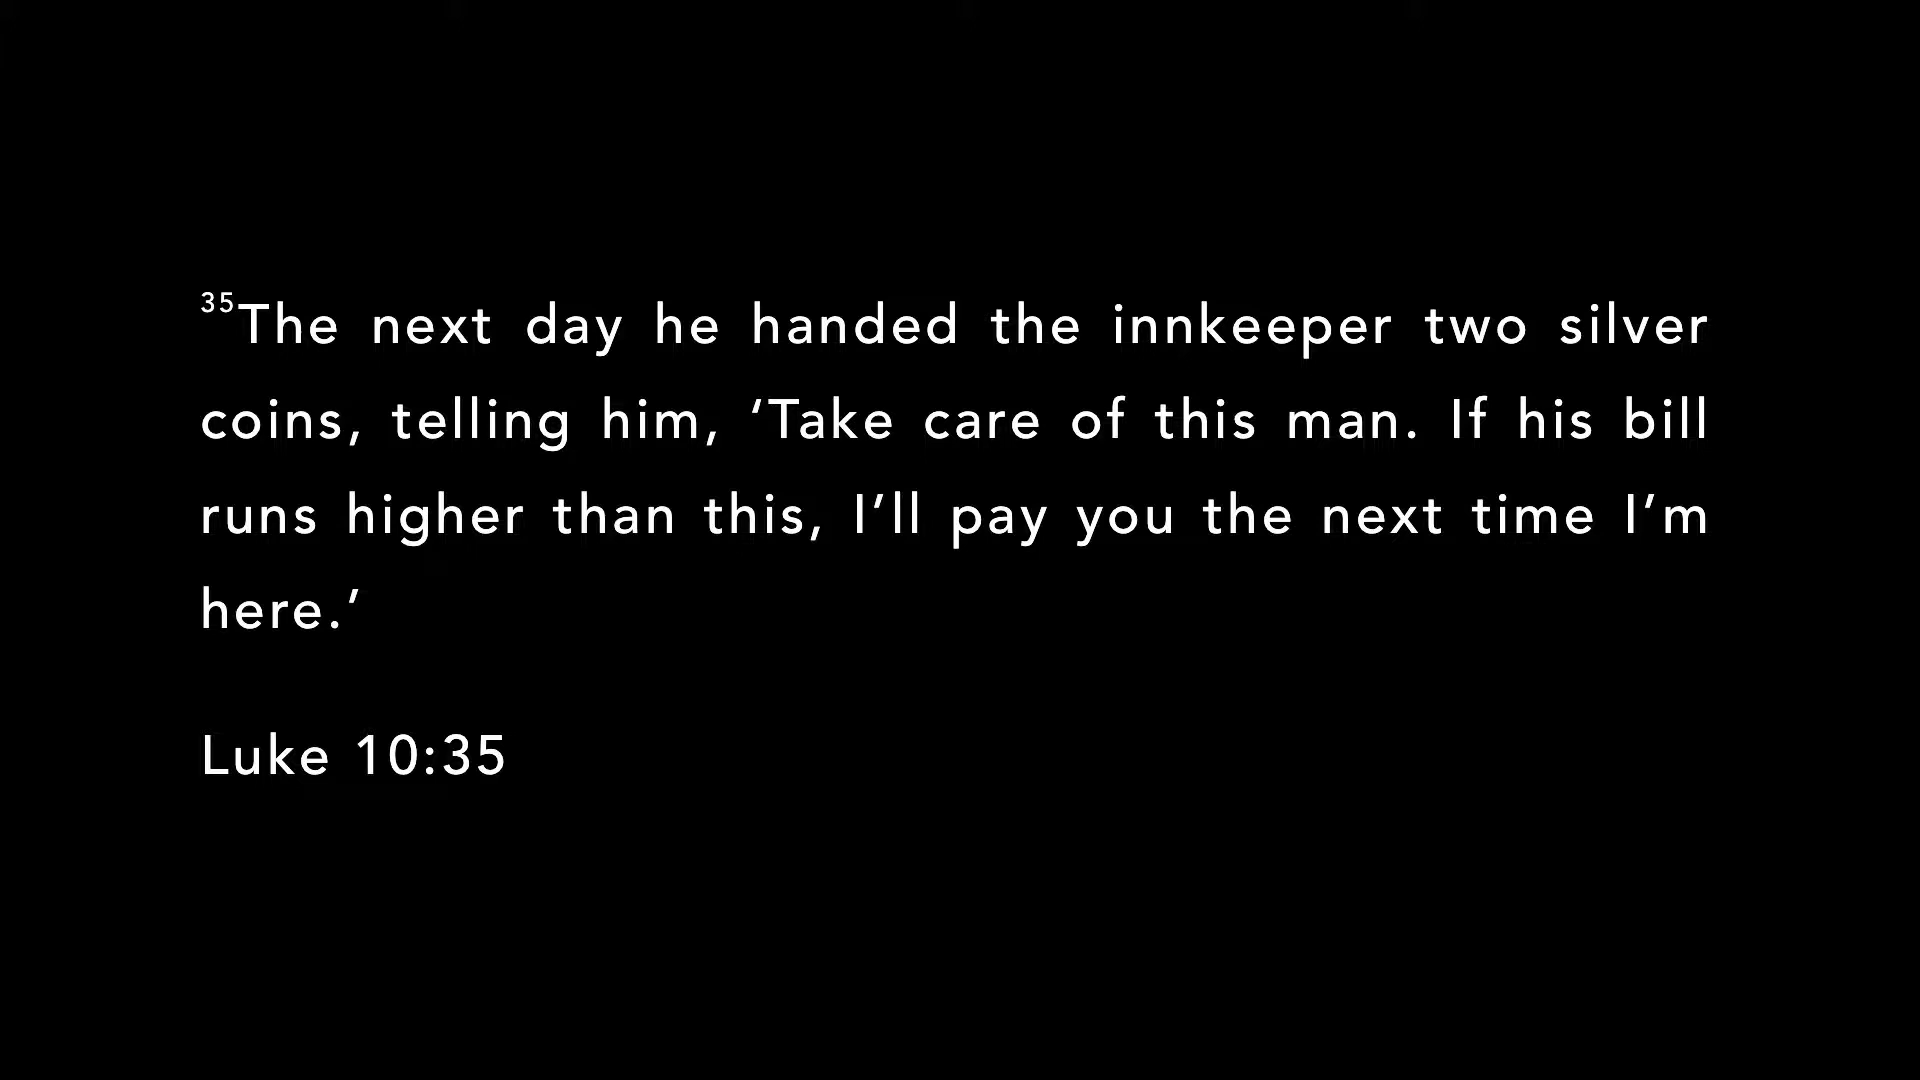 ³⁵The next day he handed the innkeeper two silver
coins, telling him, ‘Take care of this man. If his bill
runs higher than this, I’ll pay you the next time I’m
here.’
Luke 10:35